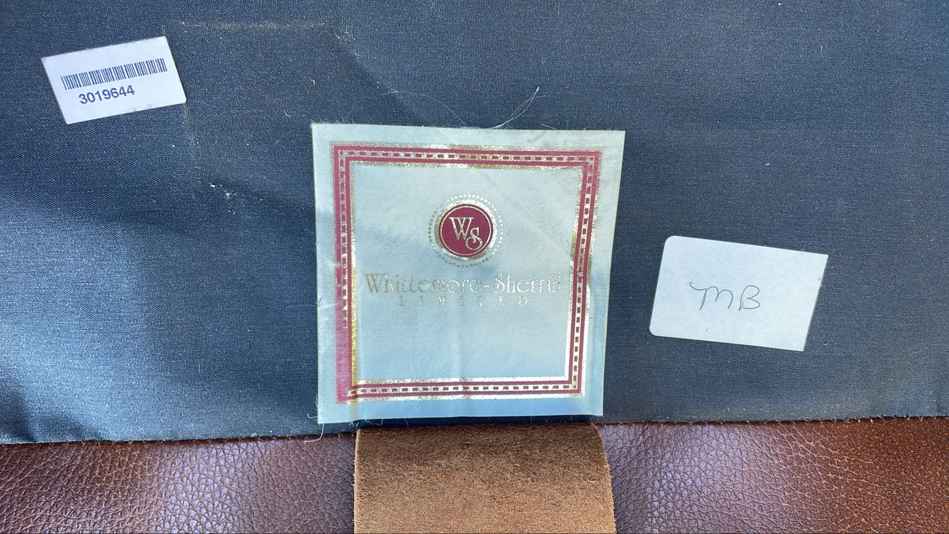 3019644
WS
Whittemore-Sherrill
LIMITED
MB